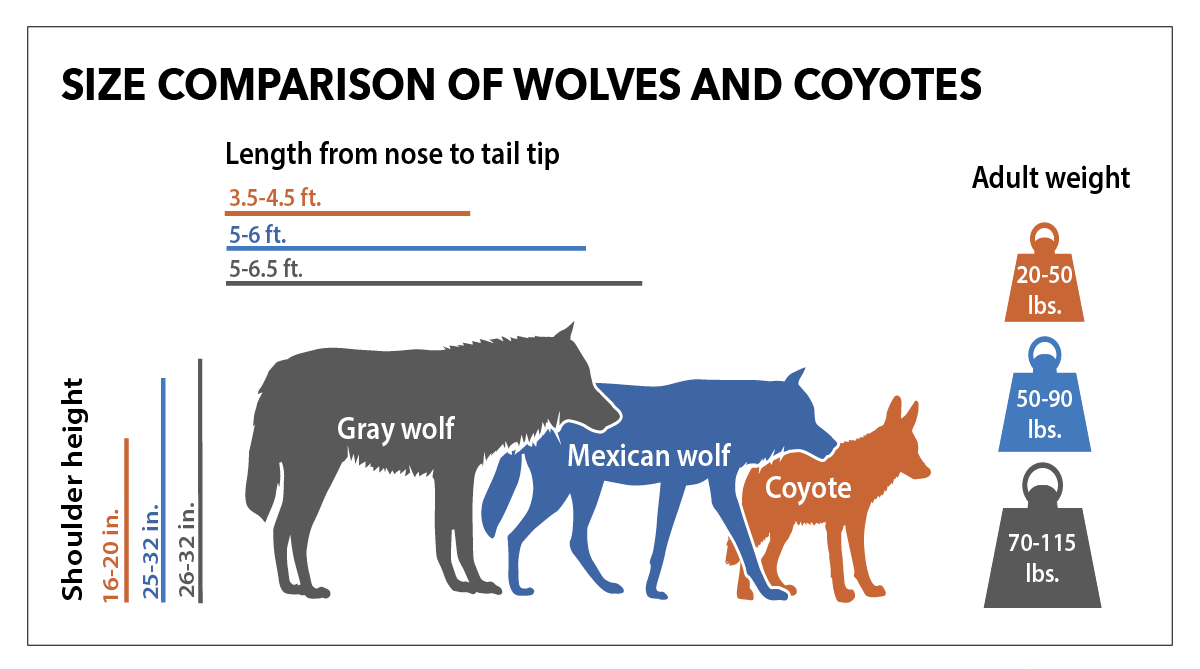 SIZE COMPARISON OF WOLVES AND COYOTES
Length from nose to tail tip
3.5-4.5 ft.
5-6 ft.
5-6.5 ft.
Adult weight
20-50
lbs.
50-90
lbs.
70-115
lbs.
Shoulder height
16-20 in.
25-32 in.
26-32 in.
Gray wolf
Mexican wolf
Coyote